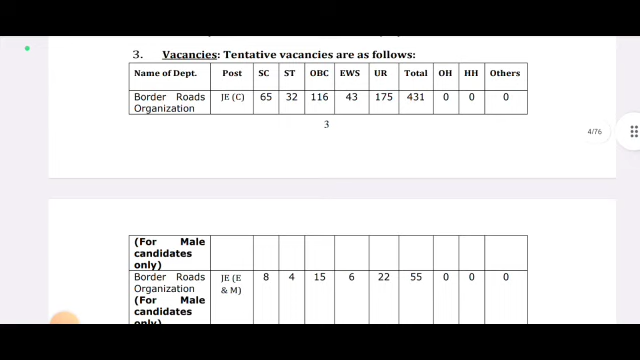 3. Vacancies: Tentative vacancies are as follows:
Name of Dept. Post SC ST OBC EWS UR Total OH HH Others
Border Roads JE (C) 65 32 116 43 175 431 0 0 0
Organization
3
4/76
(For Male
candidates
only)
Border Roads JE (E 8 4 15 6 22 55 0 0 0
Organization & M)
(For Male
candidates
only)